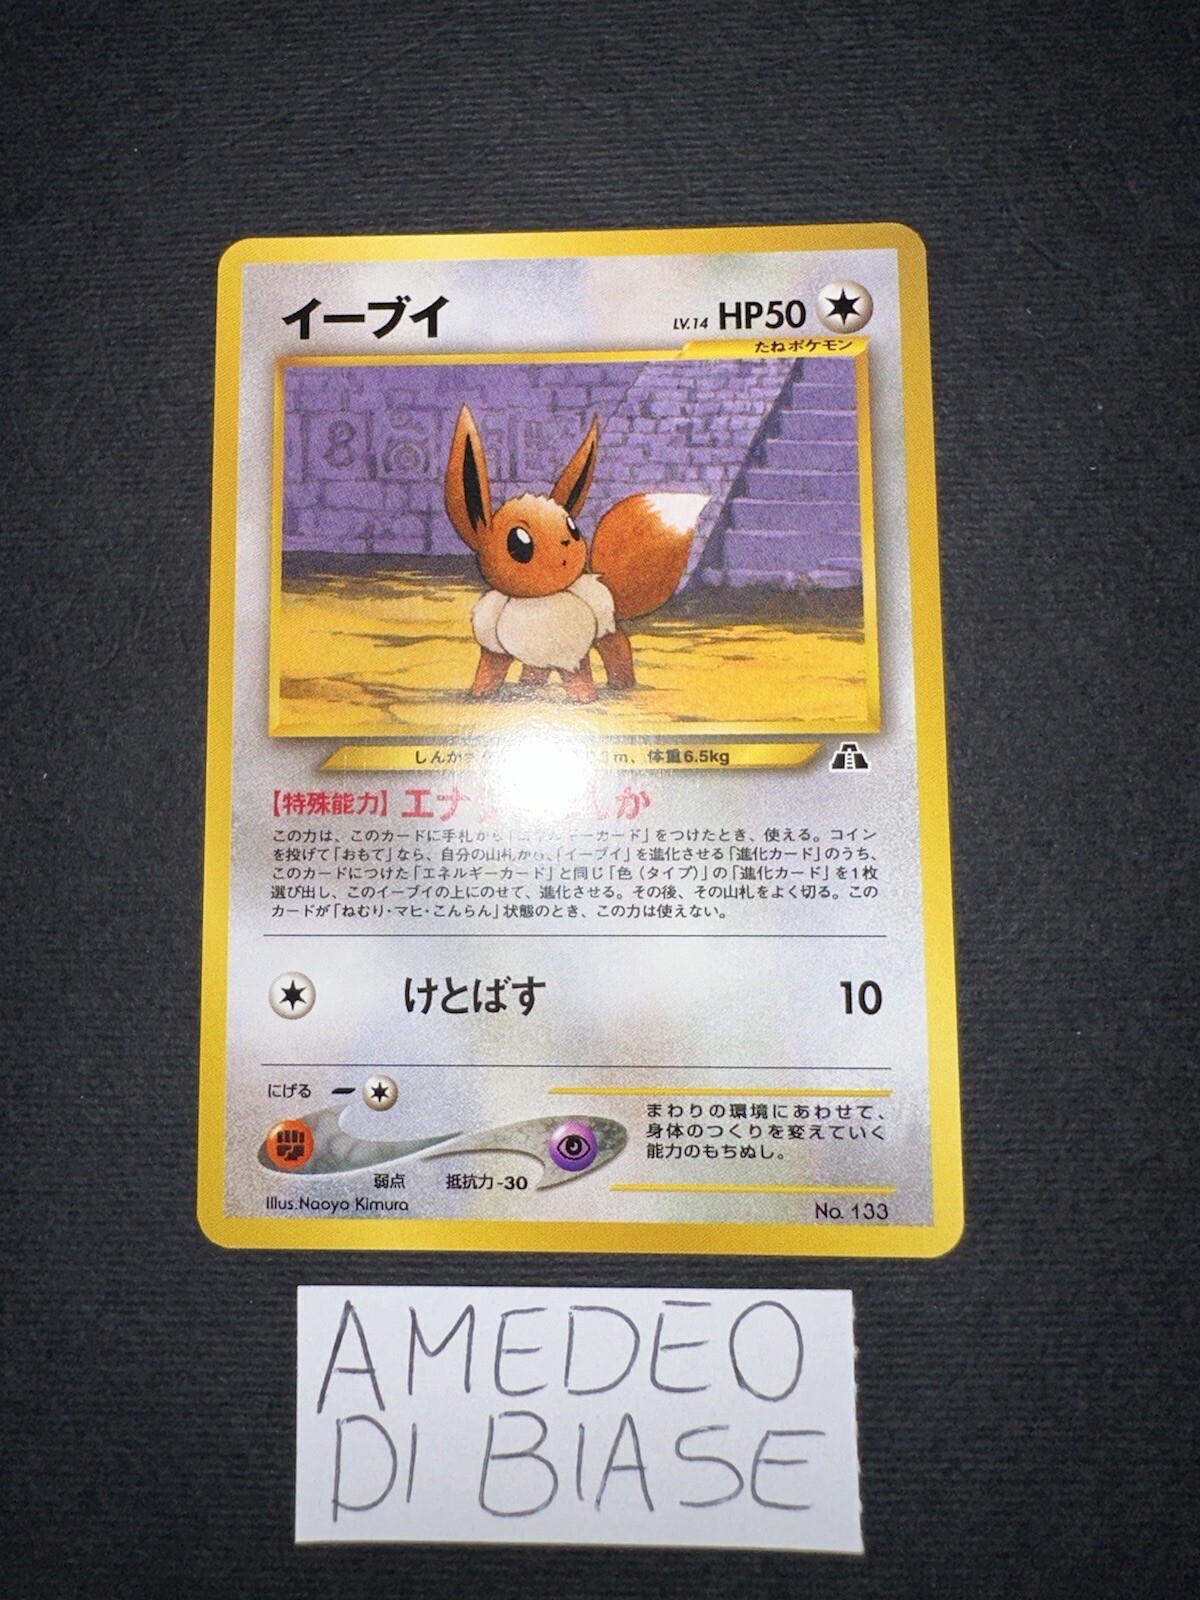 イーブイ
LV.14 HP50
たねポケモン
しんか m、体重6.5kg
【特殊能力】エナ んか
この力は、このカードに手札から「エネルギーカード」をつけたとき、使える。コイン
を投げて「おもて」なら、自分の山札から、「イーブイ」を進化させる「進化カード」のうち、
このカードにつけた「エネルギーカード」と同じ「色（タイプ）」の「進化カード」を1枚
選び出し、このイーブイの上にのせて、進化させる。その後、その山札をよく切る。この
カードが「ねむり・マヒ・こんらん」状態のとき、この力は使えない。
けとばす 10
にげる
まわりの環境にあわせて、
身体のつくりを変えていく
能力のもちぬし。
弱点 抵抗力-30
Illus.Naoyo Kimura
No. 133
AMEDEO
DI BIASE